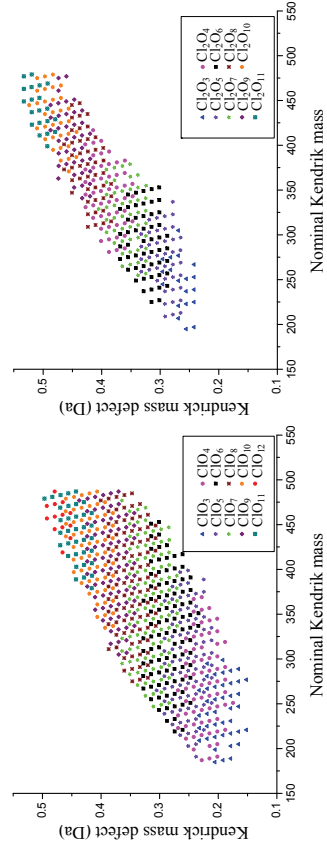 0.5
0.4
0.3
0.2
0.1
Kendrick mass defect (Da)
150 200 250 300 350 400 450 500 550
Nominal Kendrik mass
ClO3 ClO4
ClO5 ClO6
ClO7 ClO8
ClO9 ClO10
ClO11 ClO12
0.5
0.4
0.3
0.2
0.1
Kendrick mass defect (Da)
150 200 250 300 350 400 450 500 550
Nominal Kendrik mass
Cl2O3 Cl2O4
Cl2O5 Cl2O6
Cl2O7 Cl2O8
Cl2O9 Cl2O10
Cl2O11